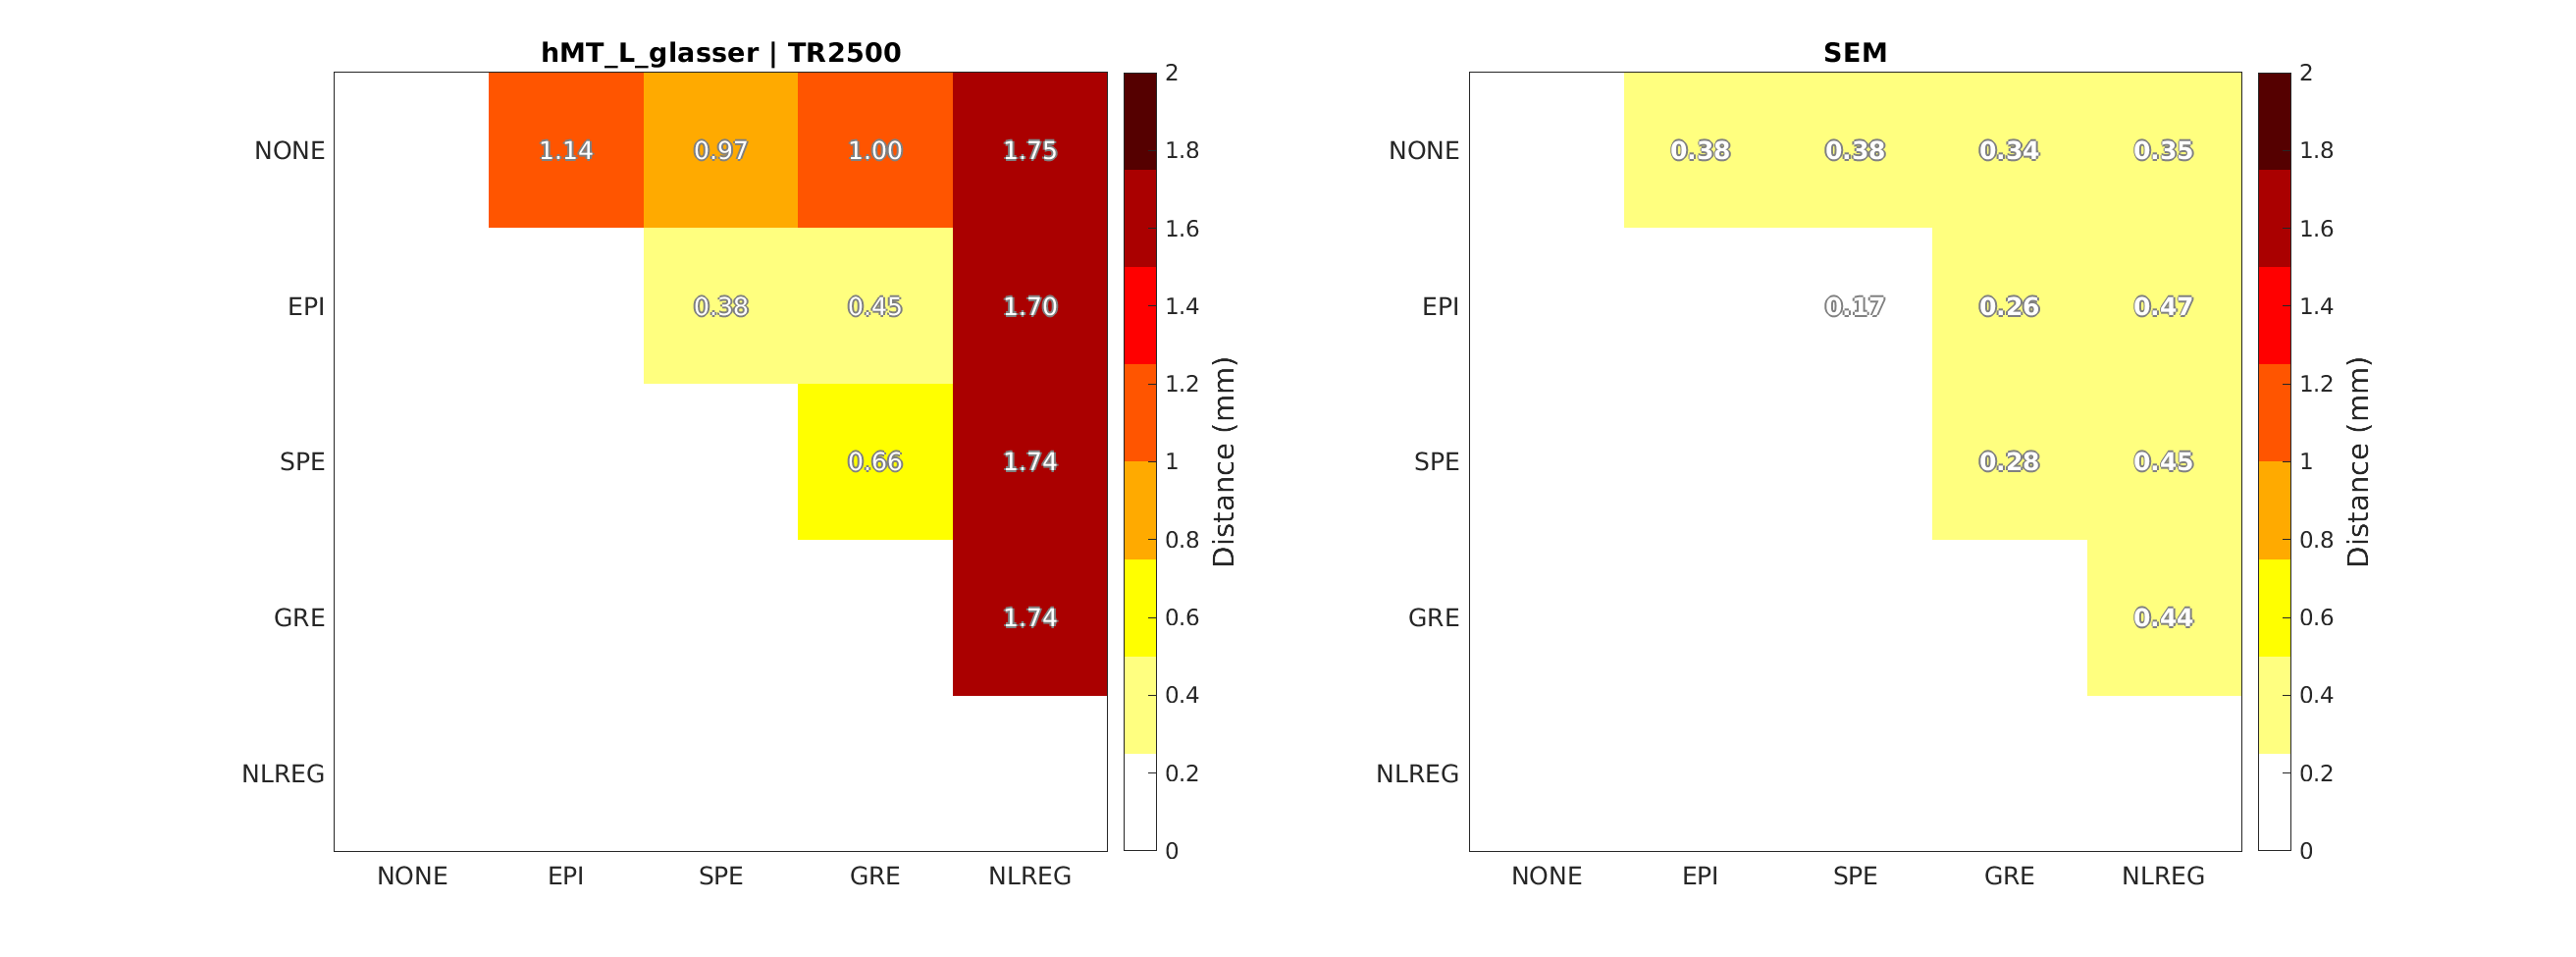 hMT_L_glasser | TR2500
NONE 1.14 0.97 1.00 1.75
EPI 0.38 0.45 1.70
SPE 0.66 1.74
GRE 1.74
NLREG
NONE EPI SPE GRE NLREG
2
1.8
1.6
1.4
1.2
1
0.8
0.6
0.4
0.2
0
Distance (mm)
SEM
NONE 0.38 0.38 0.34 0.35
EPI 0.17 0.26 0.47
SPE 0.28 0.45
GRE 0.44
NLREG
NONE EPI SPE GRE NLREG
2
1.8
1.6
1.4
1.2
1
0.8
0.6
0.4
0.2
0
Distance (mm)